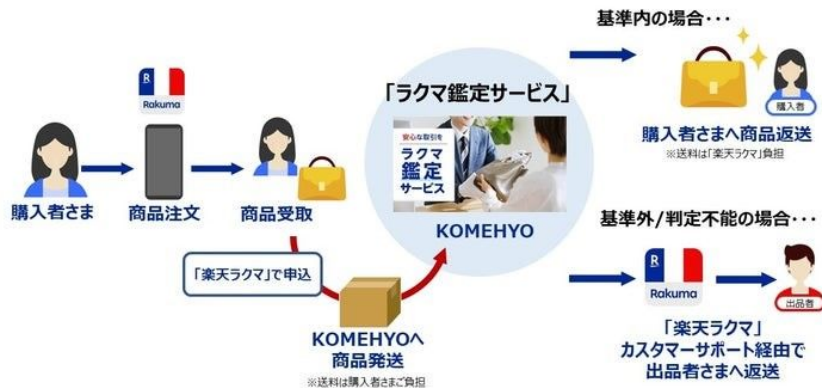 基準内の場合・・・
R
Rakuma
「ラクマ鑑定サービス」
購入者
購入者さまへ商品返送
※送料は「楽天ラクマ」負担
安心な取引を
ラクマ
鑑定
サービス
購入者さま
商品注文
商品受取
KOMEHYO
基準外/判定不能の場合・・・
「楽天ラクマ」で申込
R
Rakuma
出品者
KOMEHYOへ
商品発送
※送料は購入者さまご負担
「楽天ラクマ」
カスタマーサポート経由で
出品者さまへ返送